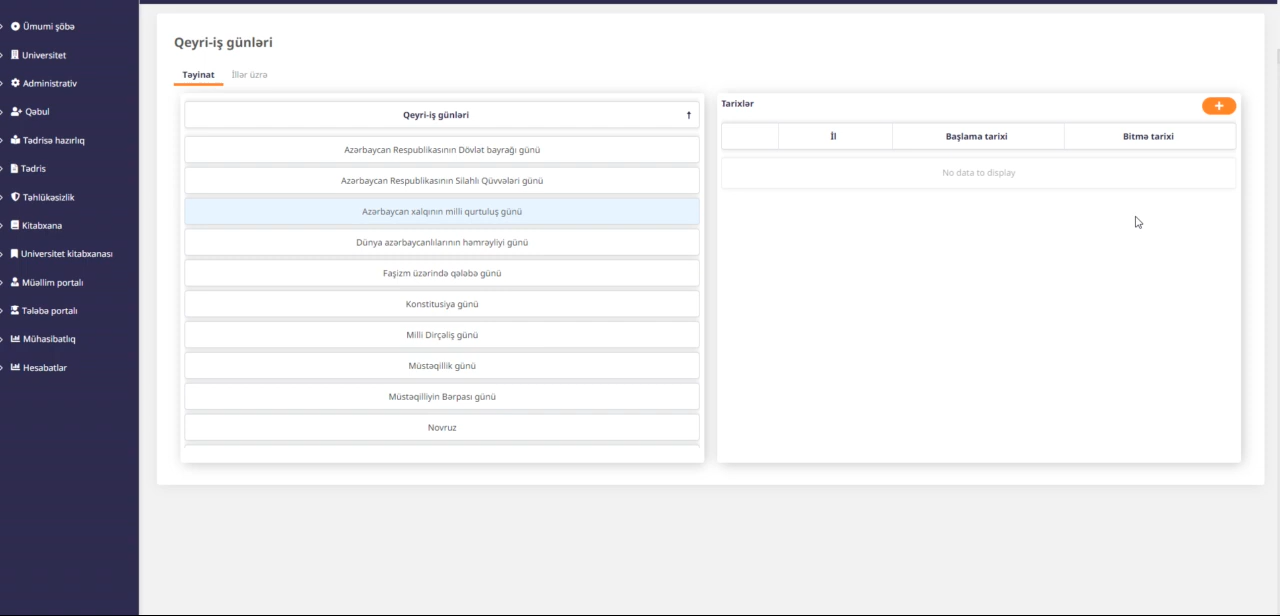 Ümumi şöbə
Universitet
Administrativ
Qəbul
Tədrisə hazırlıq
Tədris
Təhlükəsizlik
Kitabxana
Universitet kitabxanası
Müəllim portalı
Tələbə portalı
Mühasibatlıq
Hesabatlar
Qeyri-iş günləri
Təyinat İllər üzrə
Qeyri-iş günləri
Azərbaycan Respublikasının Dövlət bayrağı günü
Azərbaycan Respublikasının Silahlı Qüvvələri günü
Azərbaycan xalqının milli qurtuluş günü
Dünya azərbaycanlılarının həmrəyliyi günü
Faşizm üzərində qələbə günü
Konstitusiya günü
Milli Dirçəliş günü
Müstəqillik günü
Müstəqilliyin Bərpası günü
Novruz
Tarixlər
İl Başlama tarixi Bitmə tarixi
No data to display